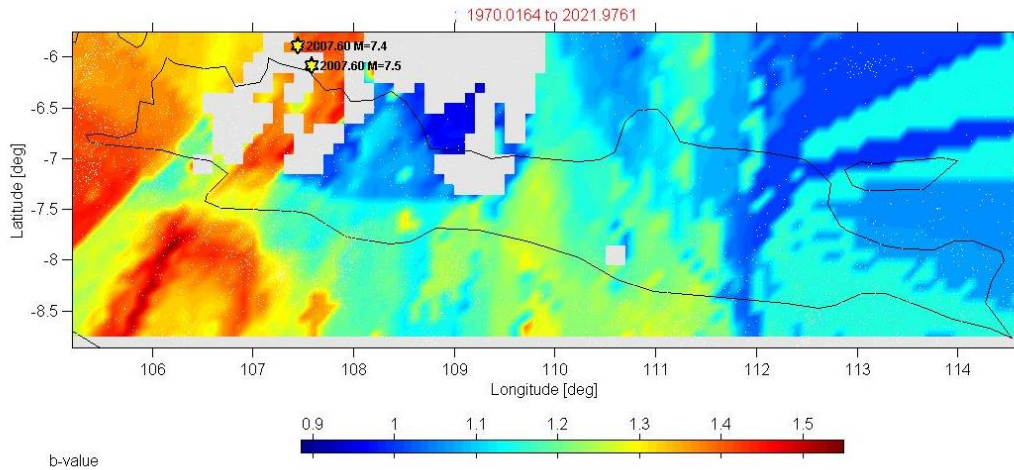 : 1970.0164 to 2021.9761
2007.60 M=7.4
2007.60 M=7.5
-6
-6.5
-7
-7.5
-8
-8.5
Latitude [deg]
106 107 108 109 110 111 112 113 114
Longitude [deg]
0.9 1 1.1 1.2 1.3 1.4 1.5
b-value